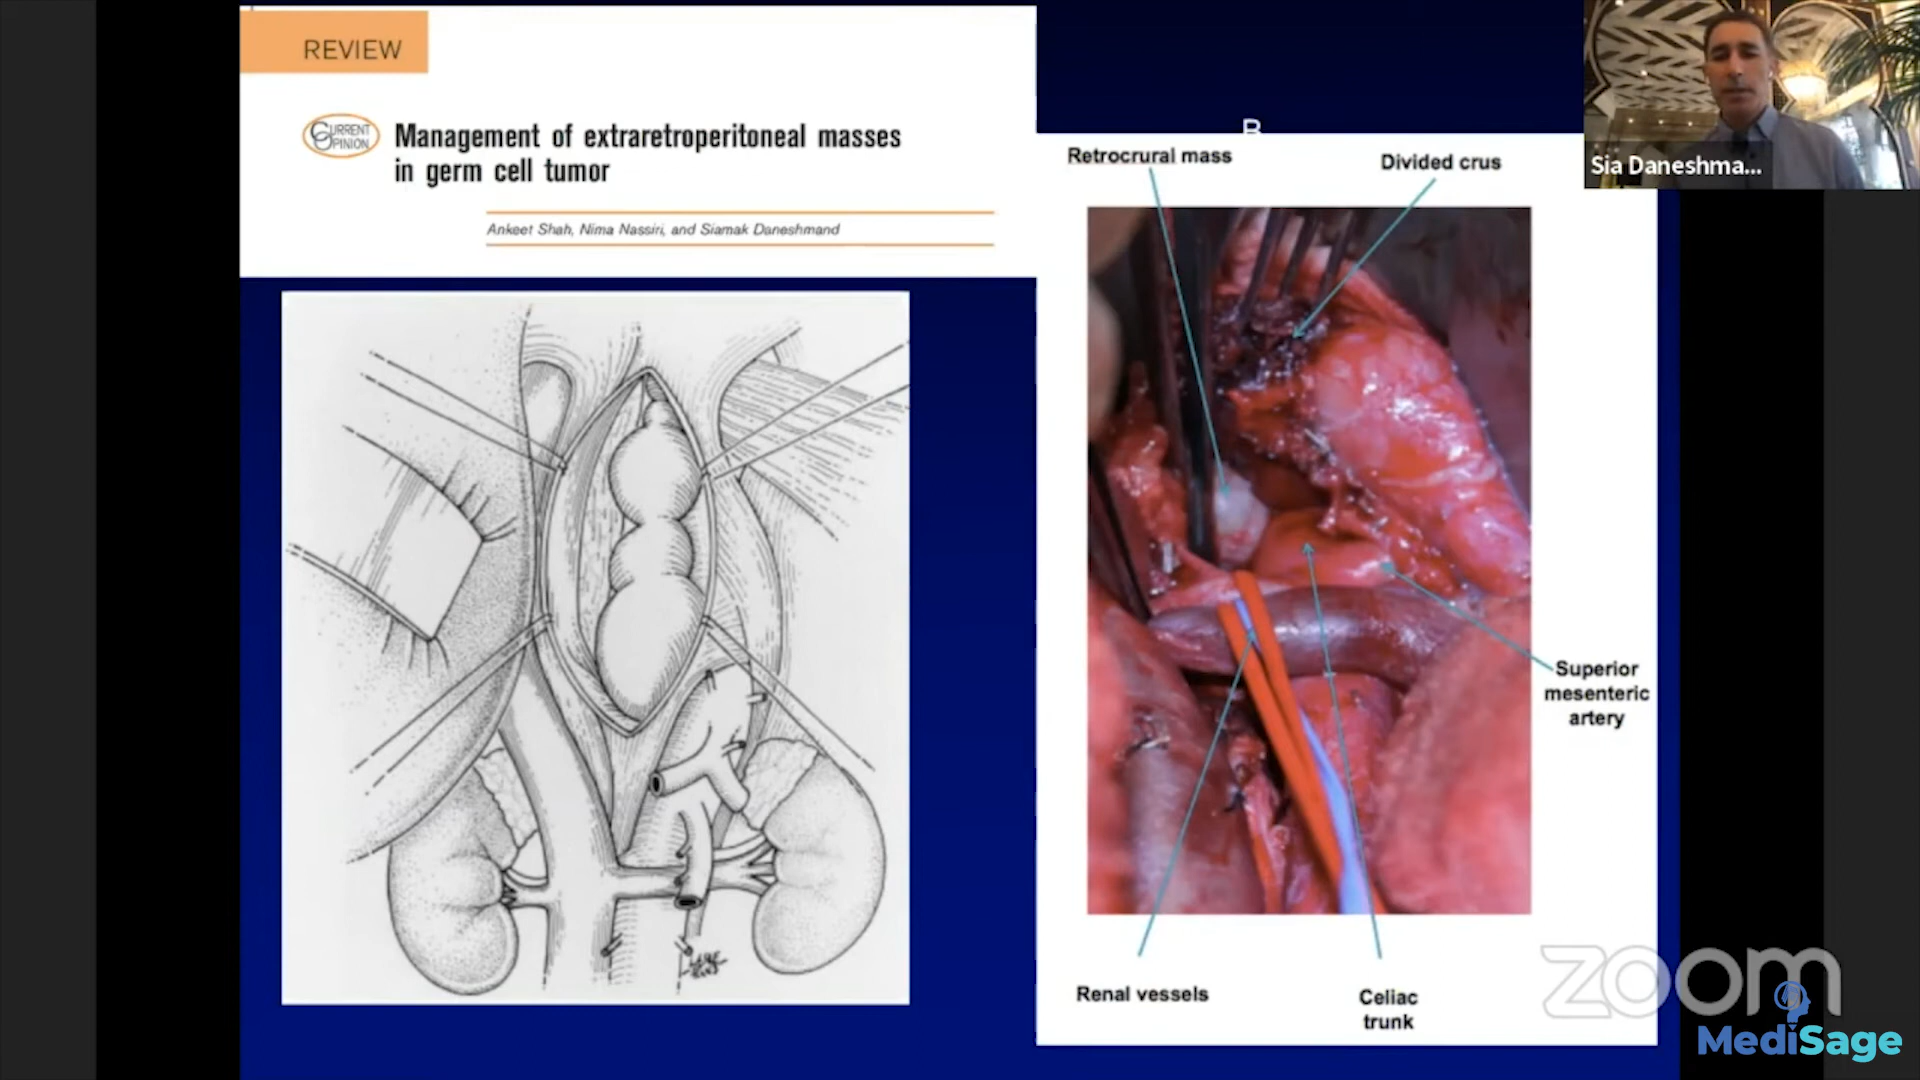 REVIEW
CURRENT
OPINION
Management of extraretroperitoneal masses
in germ cell tumor
Ankeet Shah, Nima Nassiri, and Siamak Daneshmand
B
Retrocrural mass
Divided crus
Sia Daneshma...
Superior
mesenteric
artery
Renal vessels
Celiac
trunk
zoom
MediSage